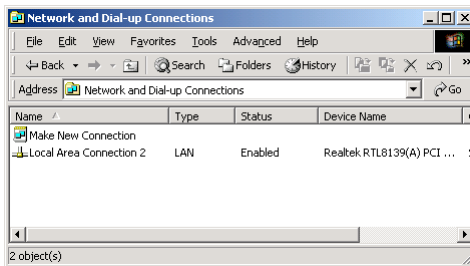 Network and Dial-up Connections
File Edit View Favorites Tools Advanced Help
Back Search Folders History »
Address Network and Dial-up Connections Go
Name Type Status Device Name
Make New Connection
Local Area Connection 2 LAN Enabled Realtek RTL8139(A) PCI ...
2 object(s)